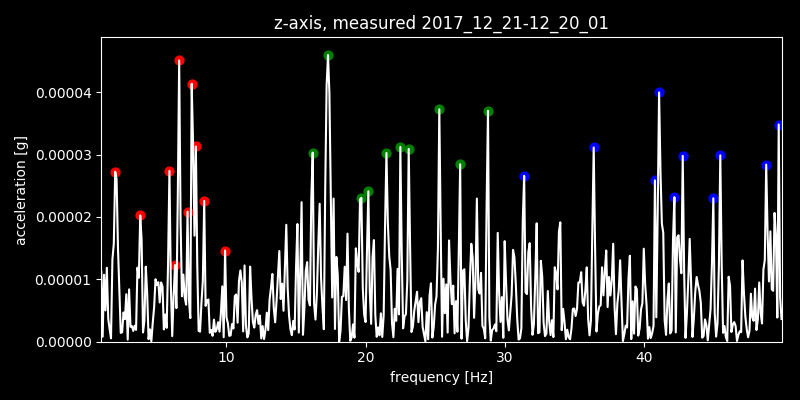 z-axis, measured 2017_12_21-12_20_01
acceleration [g]
0.00004
0.00003
0.00002
0.00001
0.00000
10 20 30 40
frequency [Hz]